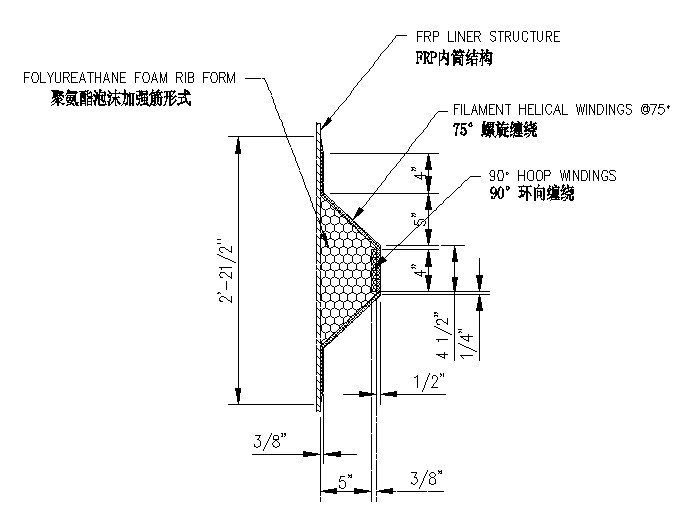 FRP LINER STRUCTURE
FRP内筒结构
FOLYUREATHANE FOAM RIB FORM
聚氨酯泡沫加强筋形式
FILAMENT HELICAL WINDINGS @75°
75° 螺旋缠绕
90° HOOP WINDINGS
90° 环向缠绕
4"
5"
4"
2'-21/2"
4 1/2"
1/4"
1/2"
3/8"
5"
3/8"